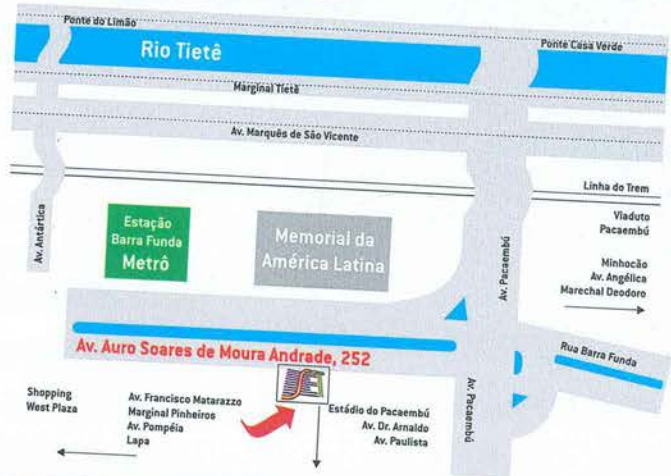 Ponte do Limão
Ponte Casa Verde
Rio Tietê
Marginal Tietê
Av. Marquês de São Vicente
Linha do Trem
Viaduto
Pacaembú
Av. Antártica
Estação
Barra Funda
Metrô
Memorial da
América Latina
Av. Pacaembú
Minhocão
Av. Angélica
Marechal Deodoro
Av. Auro Soares de Moura Andrade, 252
Rua Barra Funda
SET
Shopping
West Plaza
Av. Francisco Matarazzo
Marginal Pinheiros
Av. Pompéia
Lapa
Estádio do Pacaembú
Av. Dr. Arnaldo
Av. Paulista
Av. Pacaembú